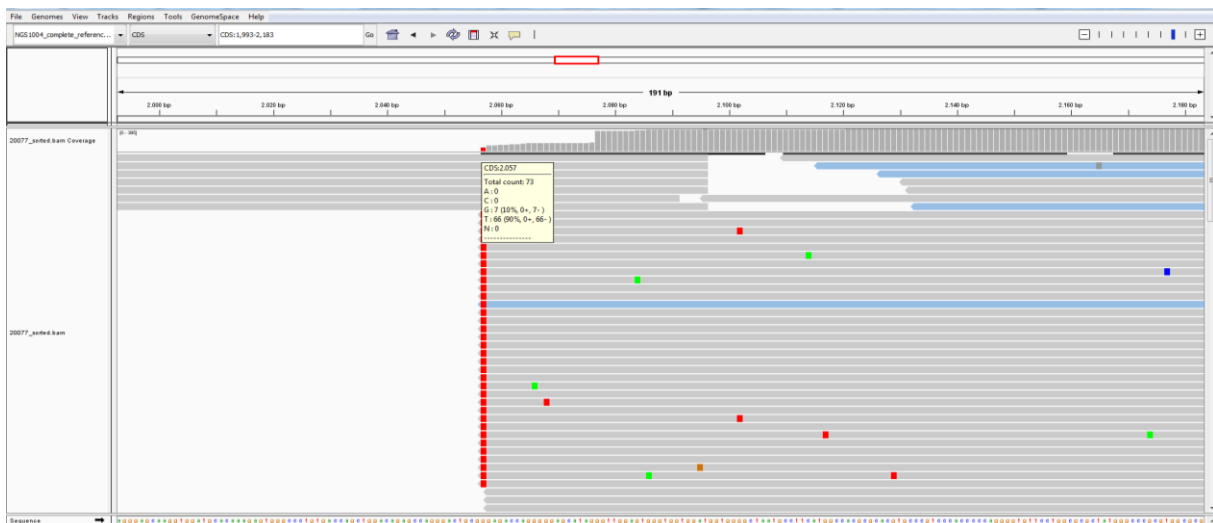 File Genomes View Tracks Regions Tools GenomeSpace Help
NGS1004_complete_referenc... CDS CDS:1,993-2,183 Go
191 bp
2.000 bp 2.020 bp 2.040 bp 2.060 bp 2.080 bp 2.100 bp 2.120 bp 2.140 bp 2.160 bp 2.180 bp
20077_sorted.bam Coverage
CDS:2.057
Total count: 73
A : 0
C : 0
G : 7 (10%, 0+, 7- )
T : 66 (90%, 0+, 66- )
N : 0
---------------
20077_sorted.bam
Sequence